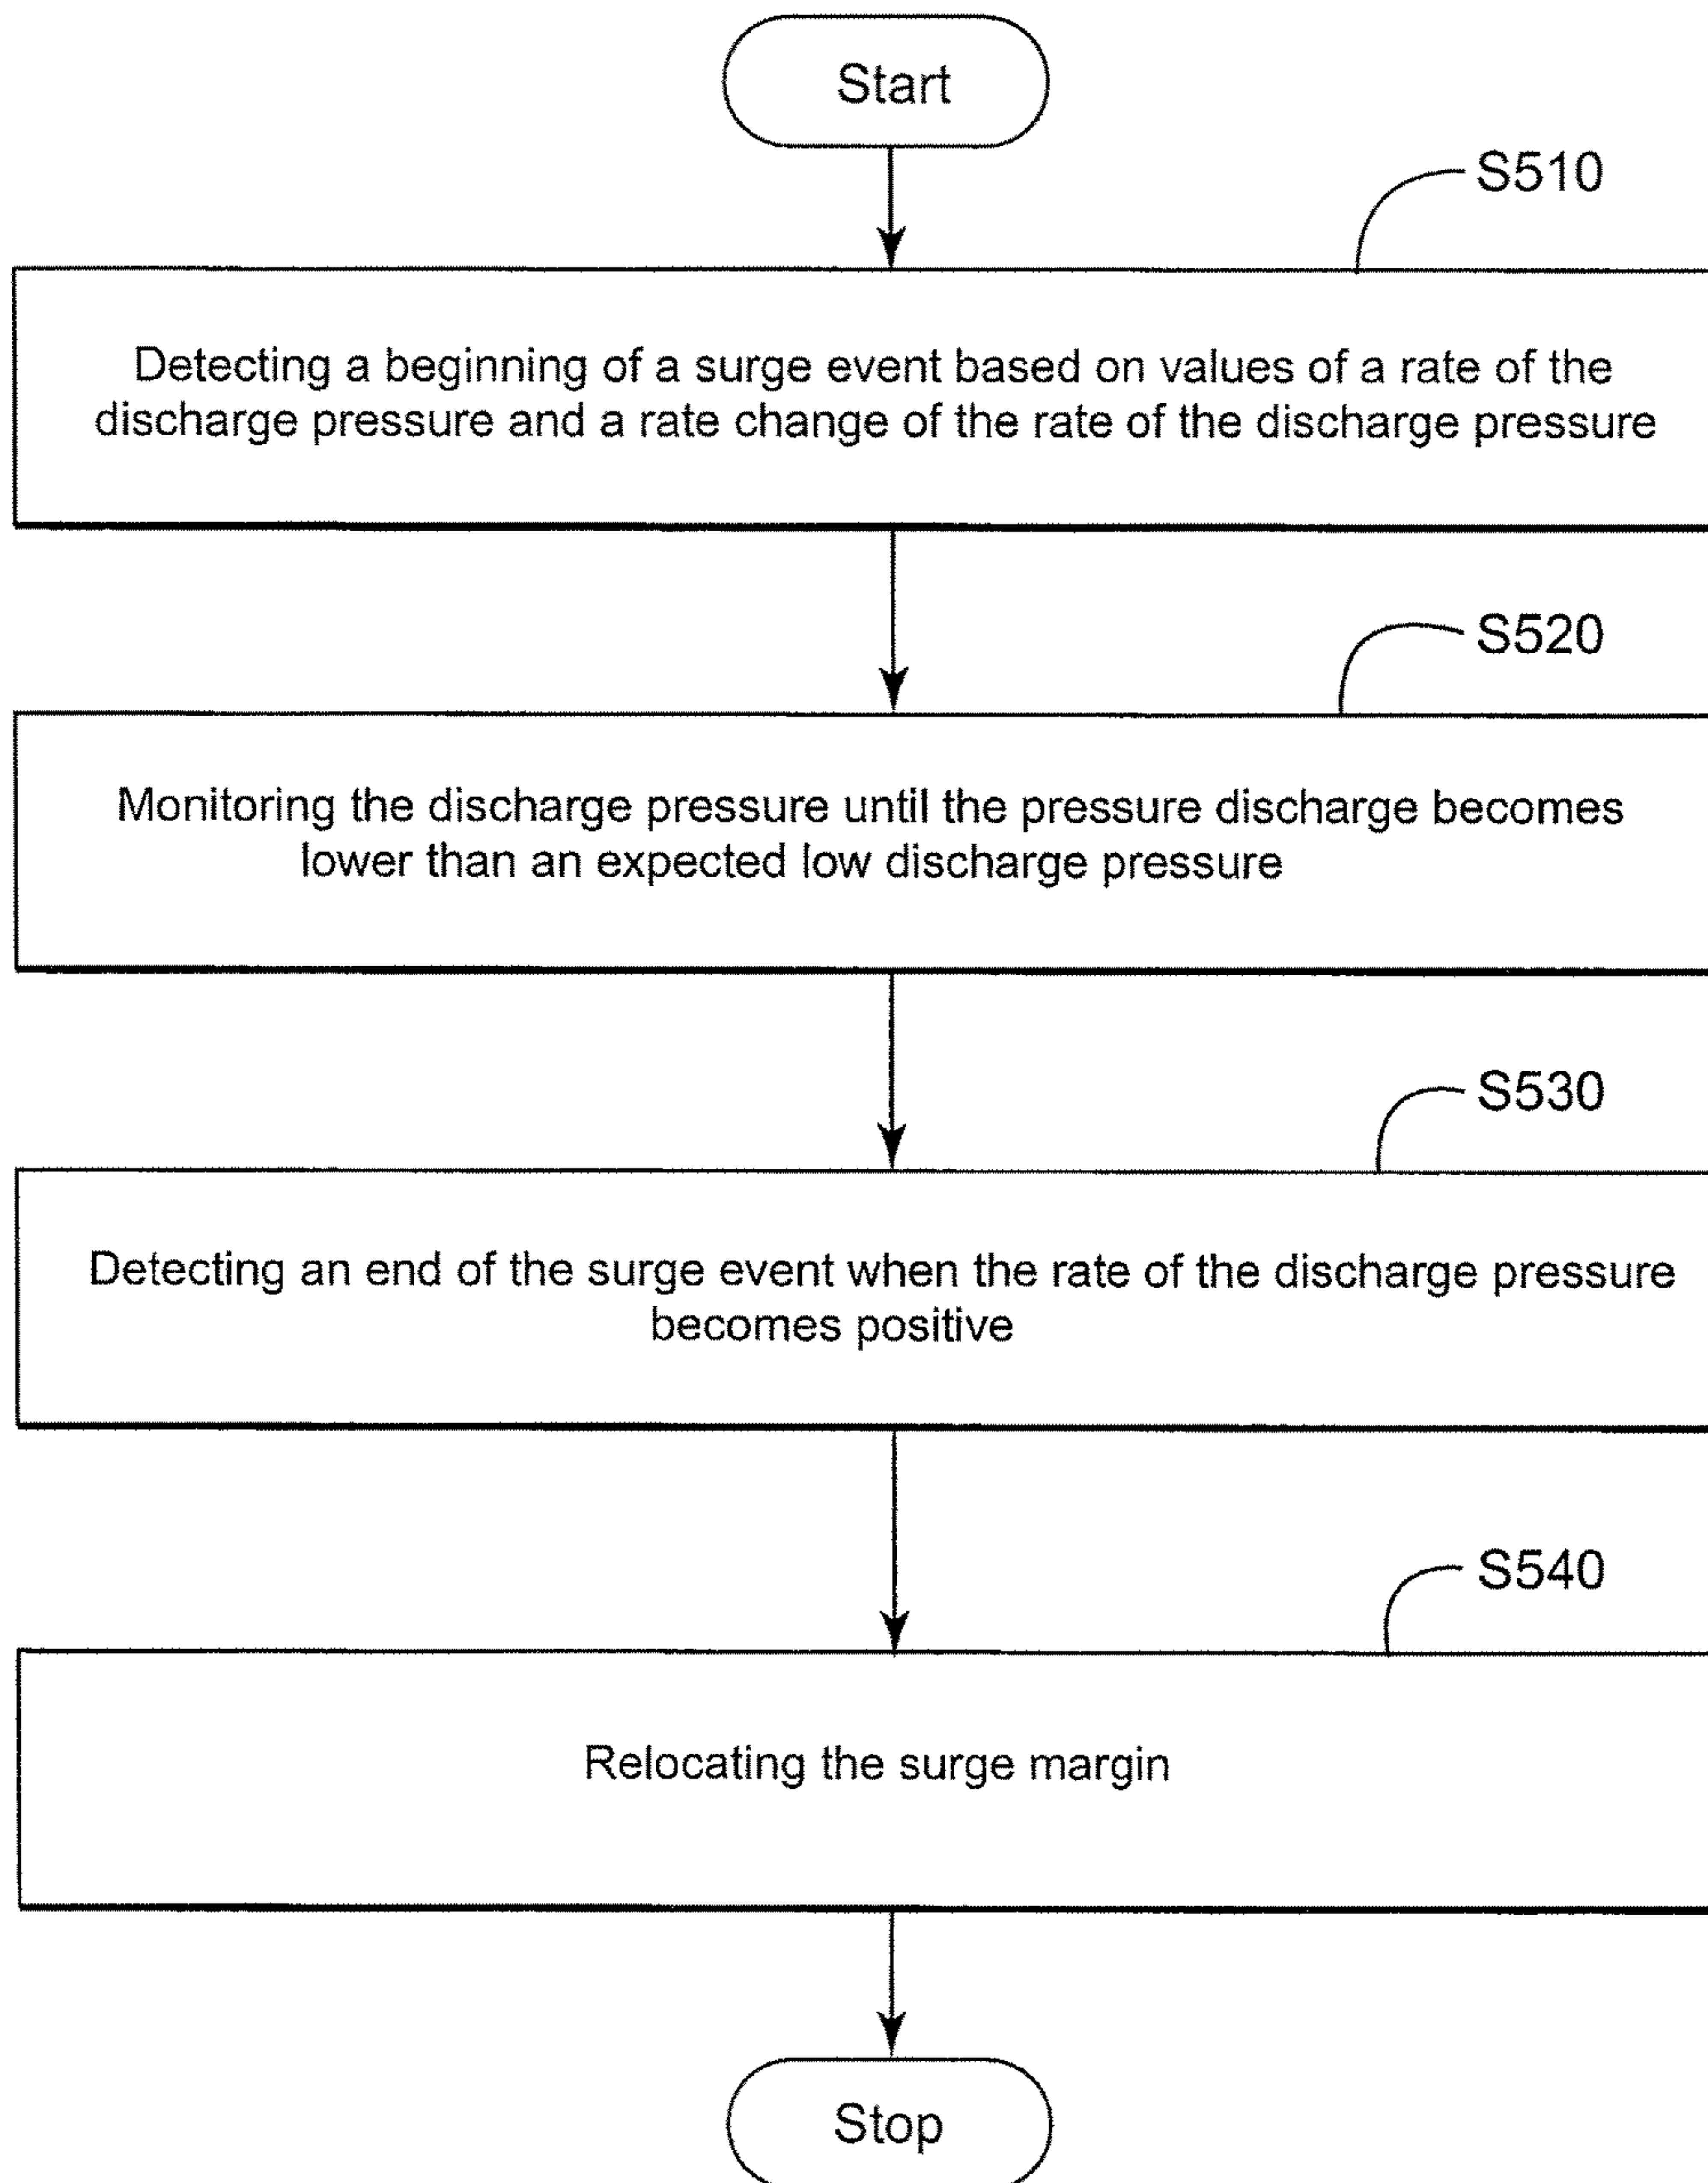 Start
S510
Detecting a beginning of a surge event based on values of a rate of the
discharge pressure and a rate change of the rate of the discharge pressure
S520
Monitoring the discharge pressure until the pressure discharge becomes
lower than an expected low discharge pressure
S530
Detecting an end of the surge event when the rate of the discharge pressure
becomes positive
S540
Relocating the surge margin
Stop